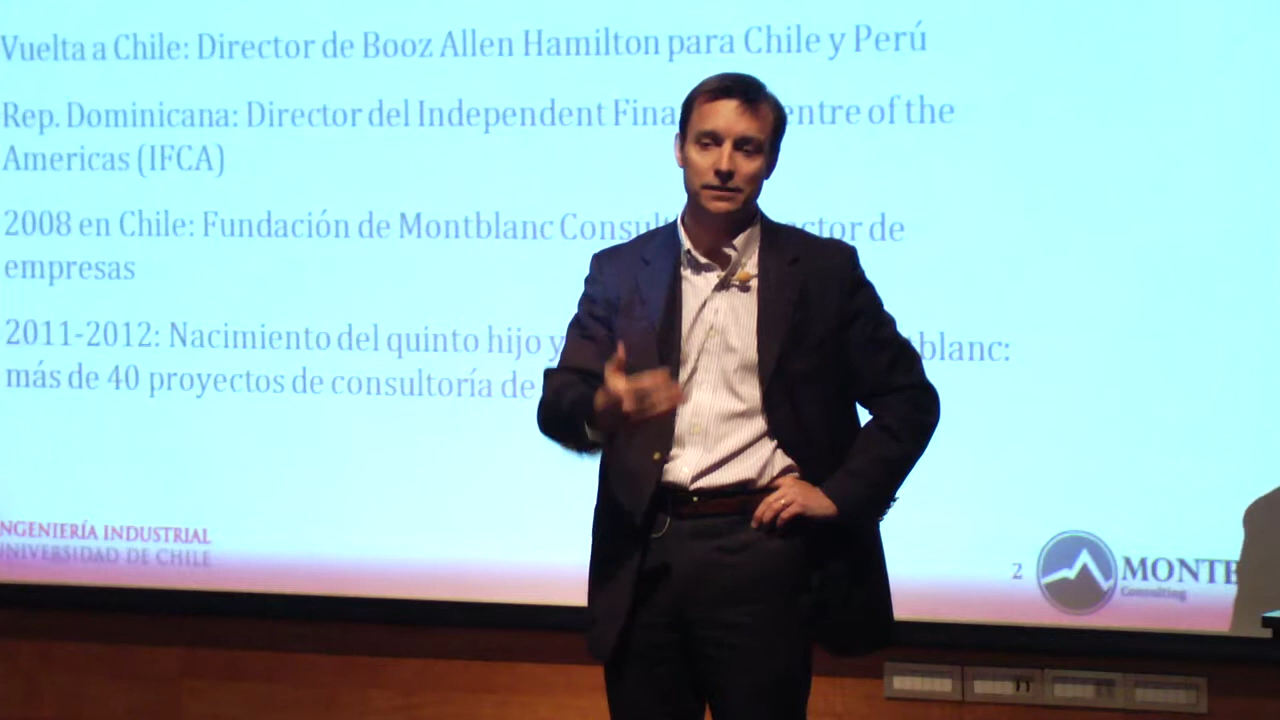 Vuelta a Chile: Director de Booz Allen Hamilton para Chile y Perú
Rep. Dominicana: Director del Independent Fina entre of the
Americas (IFCA)
2008 en Chile: Fundación de Montblanc Consult ctor de
empresas
2011-2012: Nacimiento del quinto hijo y blanc:
más de 40 proyectos de consultoría de
NGENIERÍA INDUSTRIAL
UNIVERSIDAD DE CHILE
2
MONTB
Consulting